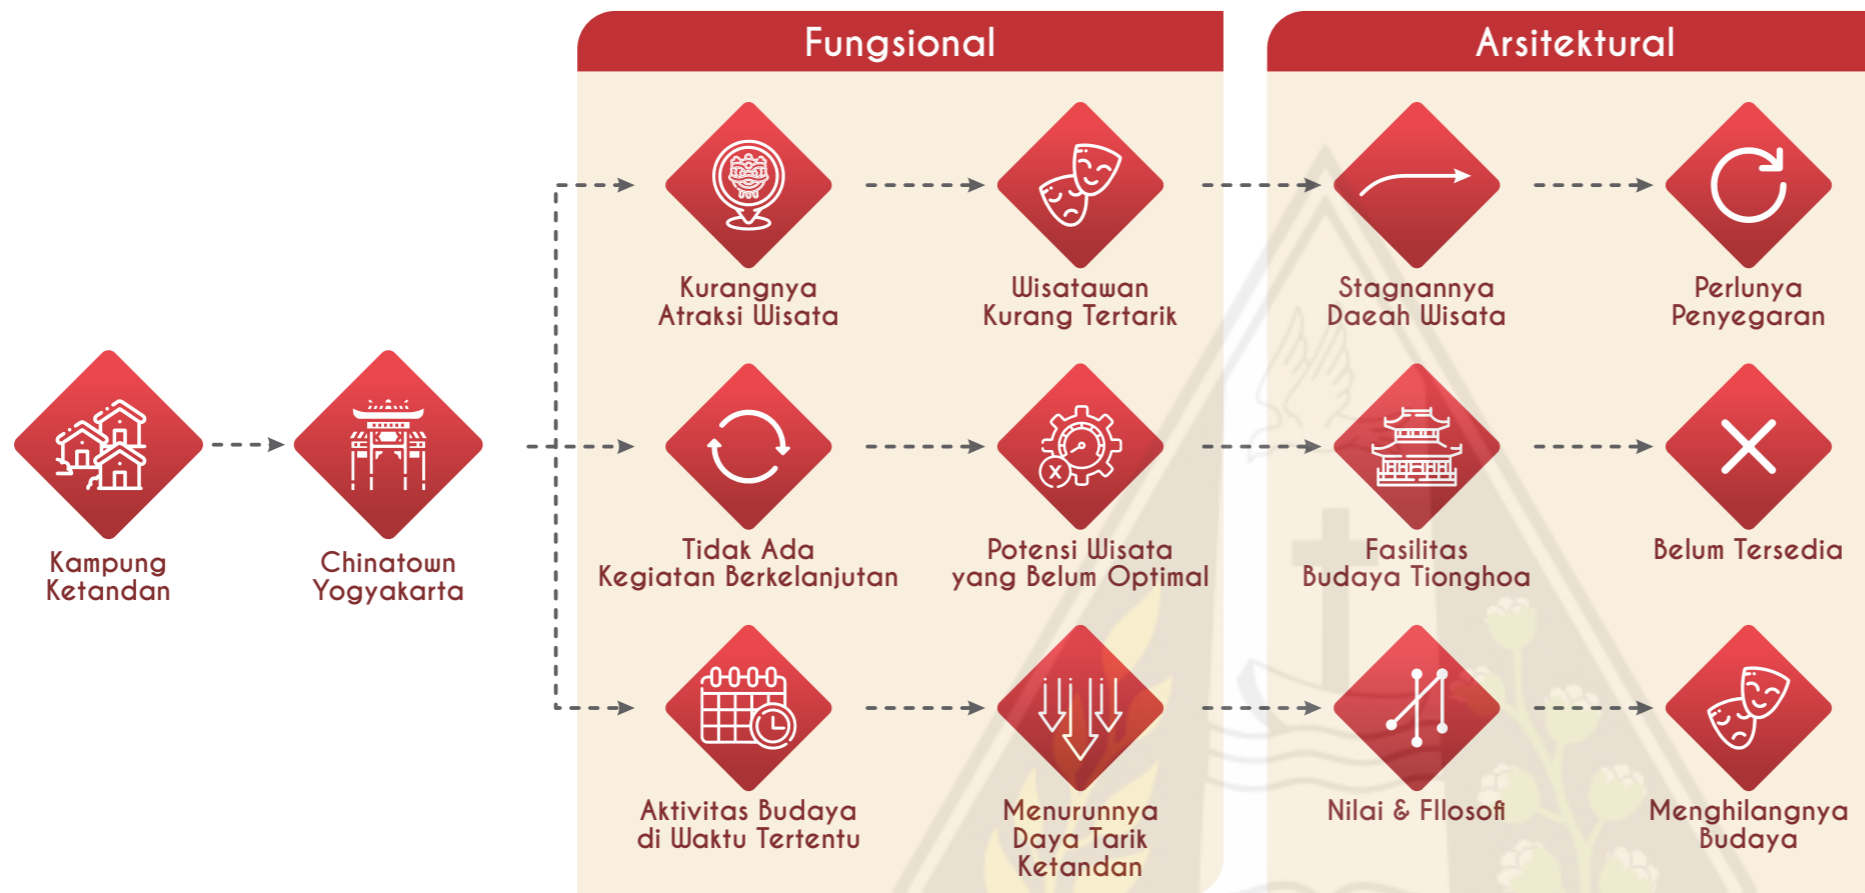 Fungsional
Arsitektural
Kurangnya
Atraksi Wisata
Wisatawan
Kurang Tertarik
Stagnannya
Daeah Wisata
Perlunya
Penyegaran
Kampung
Ketandan
Chinatown
Yogyakarta
Tidak Ada
Kegiatan Berkelanjutan
X
Potensi Wisata
yang Belum Optimal
Fasilitas
Budaya Tionghoa
Belum Tersedia
Aktivitas Budaya
di Waktu Tertentu
Menurunnya
Daya Tarik
Ketandan
Nilai & FIlosofi
Menghilangnya
Budaya